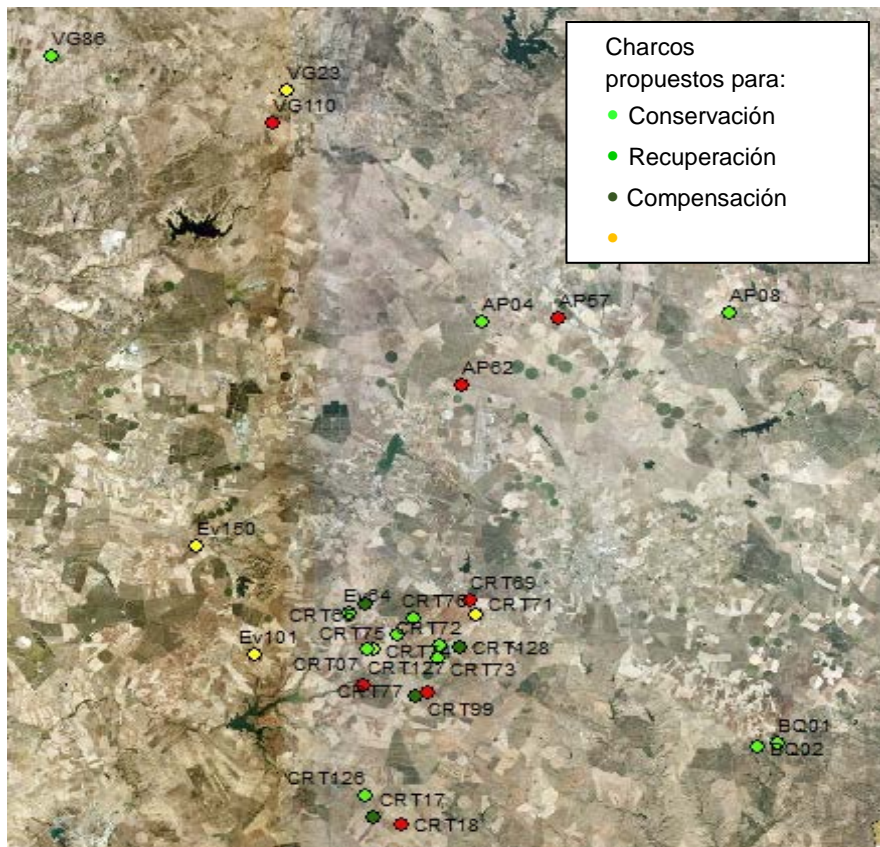 VG86
VG23
VG110
Charcos
propuestos para:
Conservación
Recuperación
Compensación
AP04
AP57
AP08
AP62
Ev150
Ev64
CRT69
CRT76
CRT71
CRT75
CRT72
Ev101
CRT128
CRT07
CRT127
CRT73
CRT77
CRT99
BQ01
BQ02
CRT126
CRT17
CRT18